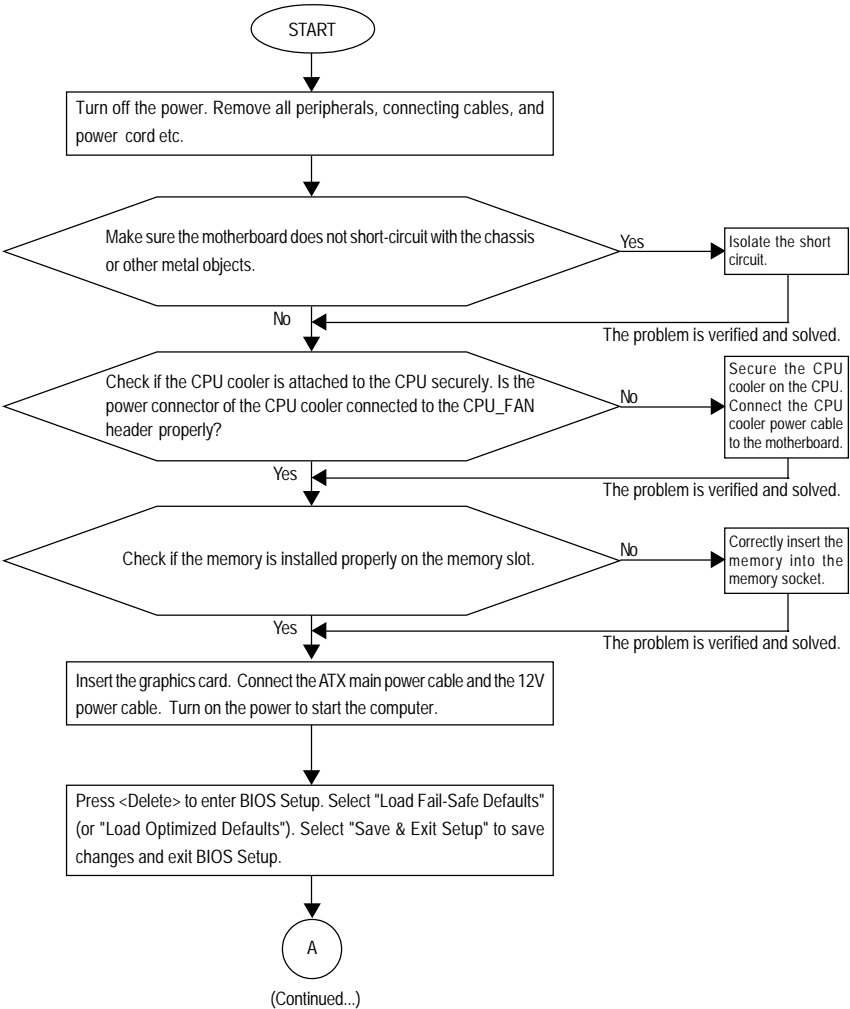 START
Turn off the power. Remove all peripherals, connecting cables, and
power cord etc.
Make sure the motherboard does not short-circuit with the chassis
or other metal objects.
Yes
Isolate the short
circuit.
No
The problem is verified and solved.
Check if the CPU cooler is attached to the CPU securely. Is the
power connector of the CPU cooler connected to the CPU_FAN
header properly?
No
Secure the CPU
cooler on the CPU.
Connect the CPU
cooler power cable
to the motherboard.
Yes
The problem is verified and solved.
Check if the memory is installed properly on the memory slot.
No
Correctly insert the
memory into the
memory socket.
Yes
The problem is verified and solved.
Insert the graphics card. Connect the ATX main power cable and the 12V
power cable. Turn on the power to start the computer.
Press <Delete> to enter BIOS Setup. Select "Load Fail-Safe Defaults"
(or "Load Optimized Defaults"). Select "Save & Exit Setup" to save
changes and exit BIOS Setup.
A
(Continued...)